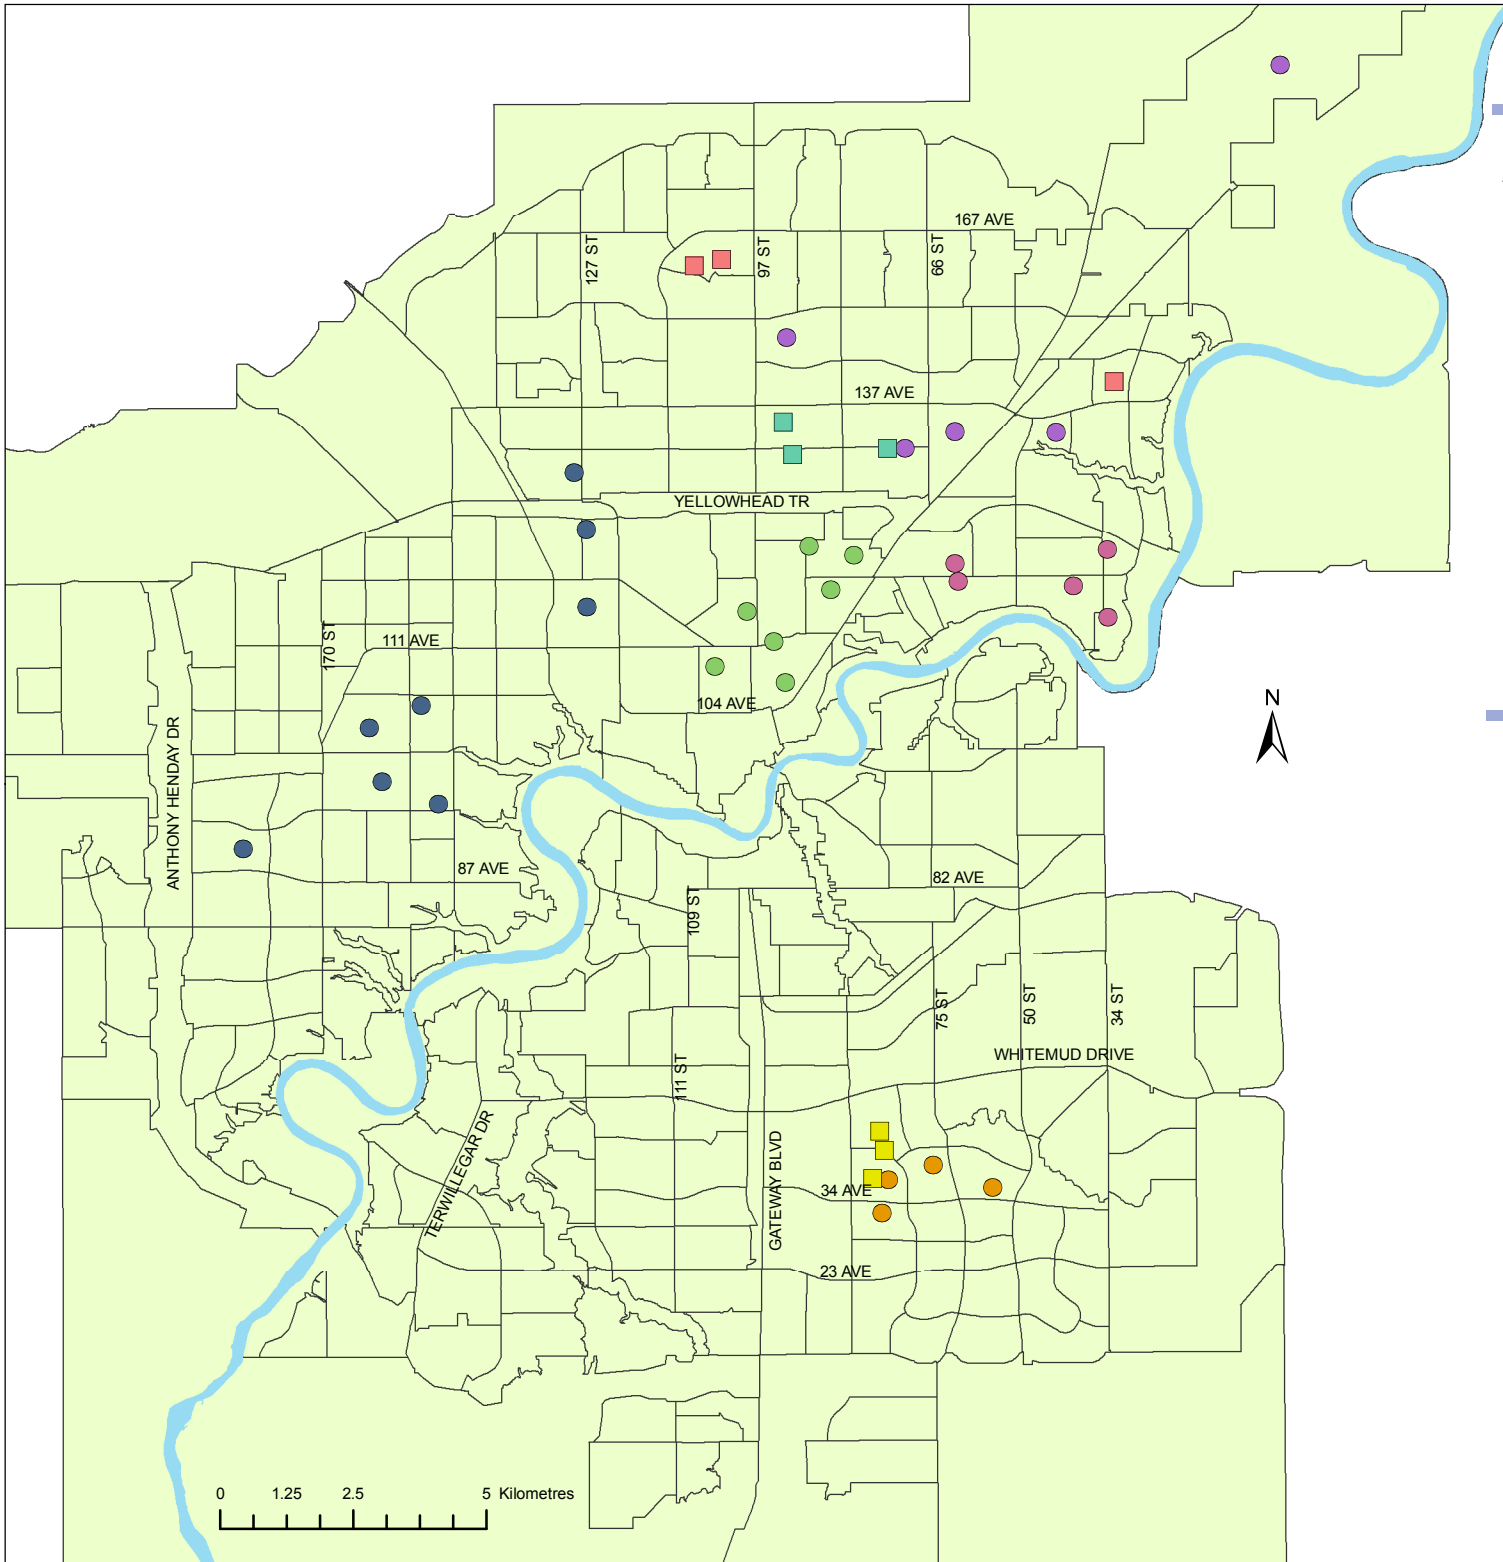 167 AVE
127 ST
97 ST
66 ST
137 AVE
YELLOWHEAD TR
170 ST
111 AVE
104 AVE
N
ANTHONY HENDAY DR
87 AVE
82 AVE
109 ST
75 ST
50 ST
34 ST
WHITEMUD DRIVE
111 ST
TERWILLEGAR DR
GATEWAY BLVD
34 AVE
23 AVE
0 1.25 2.5 5 Kilometres